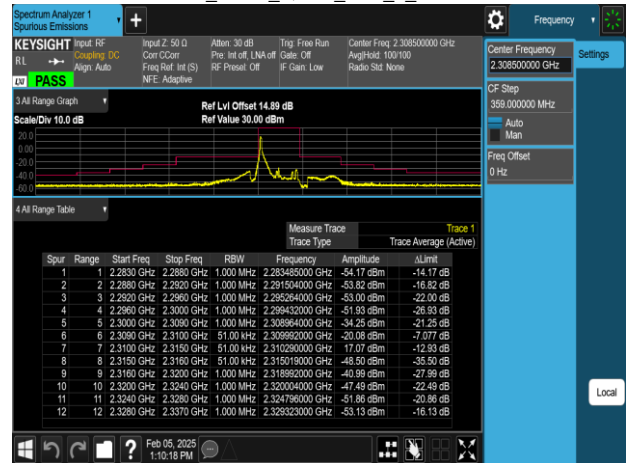 Spectrum Analyzer 1
Spurious Emissions
Frequency
KEYSIGHT
Input: RF
Input Z: 50 Ω
Atten: 30 dB
Trig: Free Run
Center Freq: 2.308500000 GHz
RL
Coupling: DC
Corr CCorr
Pre: Int off, LNA off
Gate: Off
Avg|Hold: 100/100
Align: Auto
Freq Ref: Int (S)
RF Presel: Off
IF Gain: Low
Radio Std: None
NFE: Adaptive
LXI
PASS
Center Frequency
2.308500000 GHz
Settings
CF Step
359.000000 MHz
Auto
Man
Freq Offset
0 Hz
3 All Range Graph
Ref Lvl Offset 14.89 dB
Scale/Div 10.0 dB
Ref Value 30.00 dBm
20.0
0.00
-20.0
-40.0
-60.0
4 All Range Table
Measure Trace Trace 1
Trace Type Trace Average (Active)
Spur Range Start Freq Stop Freq RBW Frequency Amplitude ΔLimit
1 1 2.2830 GHz 2.2880 GHz 1.000 MHz 2.283485000 GHz -54.17 dBm -14.17 dB
2 2 2.2880 GHz 2.2920 GHz 1.000 MHz 2.291504000 GHz -53.82 dBm -16.82 dB
3 3 2.2920 GHz 2.2960 GHz 1.000 MHz 2.295264000 GHz -53.00 dBm -22.00 dB
4 4 2.2960 GHz 2.3000 GHz 1.000 MHz 2.299432000 GHz -51.93 dBm -26.93 dB
5 5 2.3000 GHz 2.3090 GHz 1.000 MHz 2.308964000 GHz -34.25 dBm -21.25 dB
6 6 2.3090 GHz 2.3100 GHz 51.00 kHz 2.309992000 GHz -20.08 dBm -7.077 dB
7 7 2.3100 GHz 2.3150 GHz 51.00 kHz 2.310290000 GHz 17.07 dBm -12.93 dB
8 8 2.3150 GHz 2.3160 GHz 51.00 kHz 2.315019000 GHz -48.50 dBm -35.50 dB
9 9 2.3160 GHz 2.3200 GHz 1.000 MHz 2.318992000 GHz -40.99 dBm -27.99 dB
10 10 2.3200 GHz 2.3240 GHz 1.000 MHz 2.320004000 GHz -47.49 dBm -22.49 dB
11 11 2.3240 GHz 2.3280 GHz 1.000 MHz 2.324796000 GHz -51.86 dBm -20.86 dB
12 12 2.3280 GHz 2.3370 GHz 1.000 MHz 2.329323000 GHz -53.13 dBm -16.13 dB
Local
Feb 05, 2025
1:10:18 PM